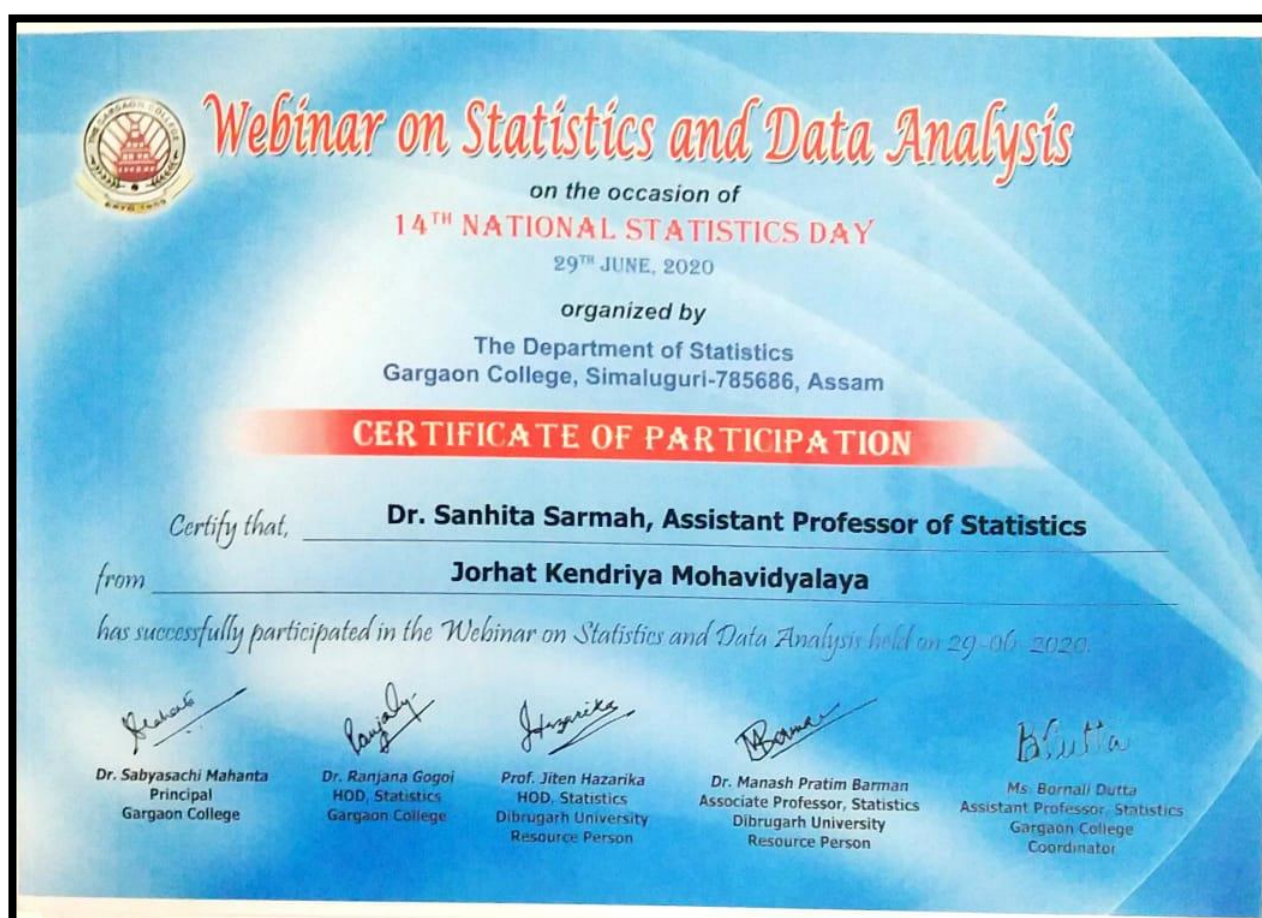 THE GARGAON COLLEGE
ESTD 1959
Webinar on Statistics and Data Analysis
on the occasion of
14TH NATIONAL STATISTICS DAY
29TH JUNE, 2020
organized by
The Department of Statistics
Gargaon College, Simaluguri-785686, Assam
CERTIFICATE OF PARTICIPATION
Certify that, Dr. Sanhita Sarmah, Assistant Professor of Statistics
from Jorhat Kendriya Mohavidyalaya
has successfully participated in the Webinar on Statistics and Data Analysis held on 29-06-2020.
Dr. Sabyasachi Mahanta
Principal
Gargaon College
Dr. Ranjana Gogoi
HOD, Statistics
Gargaon College
Prof. Jiten Hazarika
HOD, Statistics
Dibrugarh University
Resource Person
Dr. Manash Pratim Barman
Associate Professor, Statistics
Dibrugarh University
Resource Person
Ms. Bornali Dutta
Assistant Professor, Statistics
Gargaon College
Coordinator